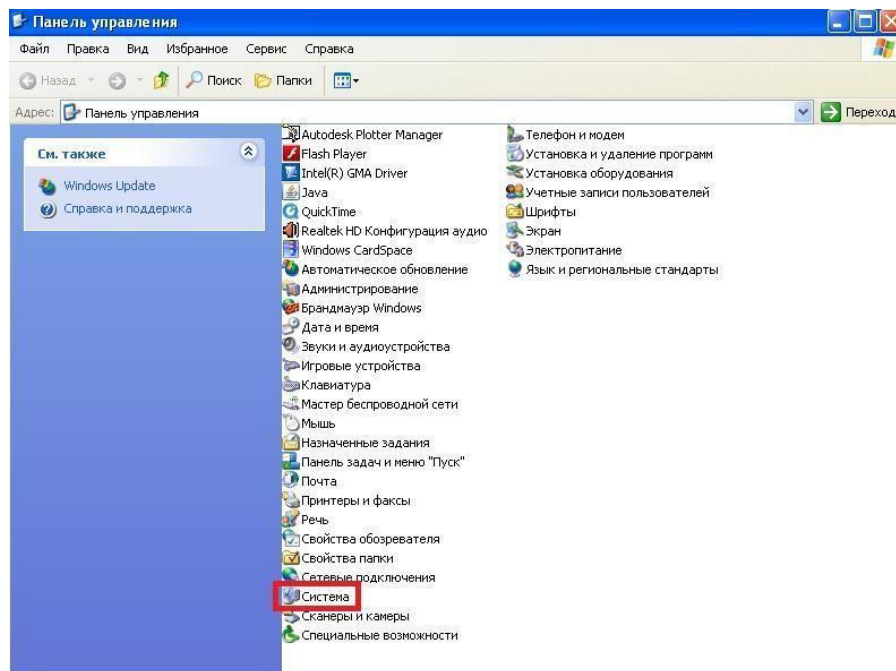 Панель управления
Файл Правка Вид Избранное Сервис Справка
Назад Поиск Папки
Адрес: Панель управления Переход
См. также
Windows Update
Справка и поддержка
Autodesk Plotter Manager
Flash Player
Intel(R) GMA Driver
Java
QuickTime
Realtek HD Конфигурация аудио
Windows CardSpace
Автоматическое обновление
Администрирование
Брандмауэр Windows
Дата и время
Звуки и аудиоустройства
Игровые устройства
Клавиатура
Мастер беспроводной сети
Мышь
Назначенные задания
Панель задач и меню "Пуск"
Почта
Принтеры и факсы
Речь
Свойства обозревателя
Свойства папки
Сетевые подключения
Система
Сканеры и камеры
Специальные возможности
Телефон и модем
Установка и удаление программ
Установка оборудования
Учетные записи пользователей
Шрифты
Экран
Электропитание
Язык и региональные стандарты